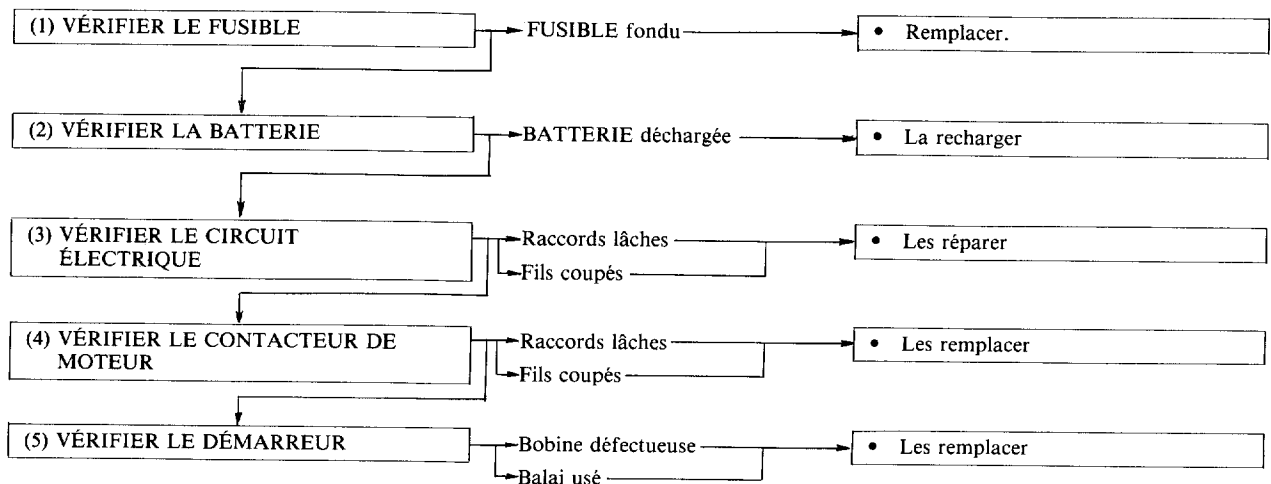 (1) VÉRIFIER LE FUSIBLE
FUSIBLE fondu
• Remplacer.
(2) VÉRIFIER LA BATTERIE
BATTERIE déchargée
• La recharger
(3) VÉRIFIER LE CIRCUIT
ÉLECTRIQUE
Raccords lâches
Fils coupés
• Les réparer
(4) VÉRIFIER LE CONTACTEUR DE
MOTEUR
Raccords lâches
Fils coupés
• Les remplacer
(5) VÉRIFIER LE DÉMARREUR
Bobine défectueuse
Balai usé
• Les remplacer